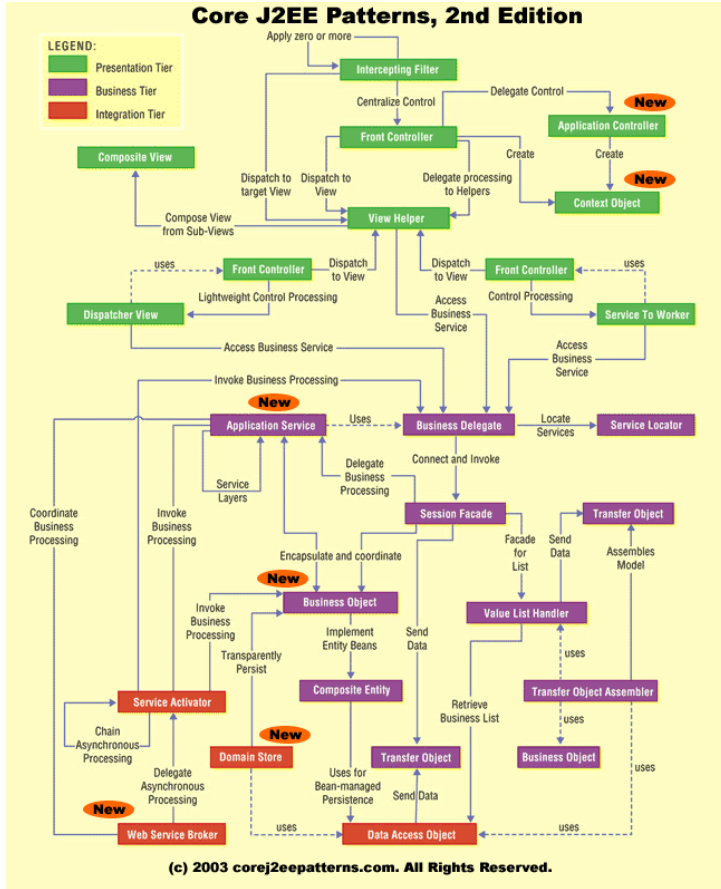 Core J2EE Patterns, 2nd Edition
LEGEND:
Presentation Tier
Business Tier
Integration Tier
Apply zero or more
Intercepting Filter
Centralize Control
Delegate Control
New
Front Controller
Application Controller
Composite View
Create
Create
New
Dispatch to
target View
Dispatch to
View
Delegate processing
to Helpers
Context Object
Compose View
from Sub-Views
View Helper
uses
Front Controller
Dispatch
to View
Dispatch
to View
Front Controller
uses
Lightweight Control Processing
Control Processing
Dispatcher View
Access
Business
Service
Service To Worker
Access Business Service
Access
Business
Service
Invoke Business Processing
New
Application Service
Uses
Business Delegate
Locate
Services
Service Locator
Connect and Invoke
Delegate
Business
Processing
Service
Layers
Coordinate
Business
Processing
Invoke
Business
Processing
Session Facade
Transfer Object
Facade
for
List
Send
Data
Assembles
Model
Encapsulate and coordinate
New
Business Object
Value List Handler
Invoke
Business
Processing
Implement
Entity Beans
Send
Data
uses
Transparently
Persist
Service Activator
Composite Entity
Transfer Object Assembler
Retrieve
Business List
uses
Chain
Asynchronous
Processing
New
Domain Store
Transfer Object
Business Object
Delegate
Asynchronous
Processing
Uses for
Bean-managed
Persistence
uses
Send Data
New
Web Service Broker
uses
Data Access Object
uses
(c) 2003 corej2eepatterns.com. All Rights Reserved.